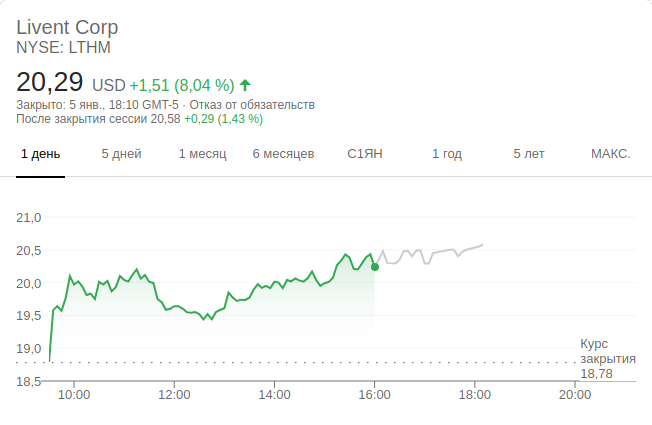 Livent Corp
NYSE: LTHM
20,29 USD +1,51 (8,04 %)
Закрыто: 5 янв., 18:10 GMT-5 · Отказ от обязательств
После закрытия сессии 20,58 +0,29 (1,43 %)
1 день 5 дней 1 месяц 6 месяцев С1ЯН 1 год 5 лет МАКС.
21,0
20,5
20,0
19,5
19,0
18,5
Курс
закрытия
18,78
10:00 12:00 14:00 16:00 18:00 20:00